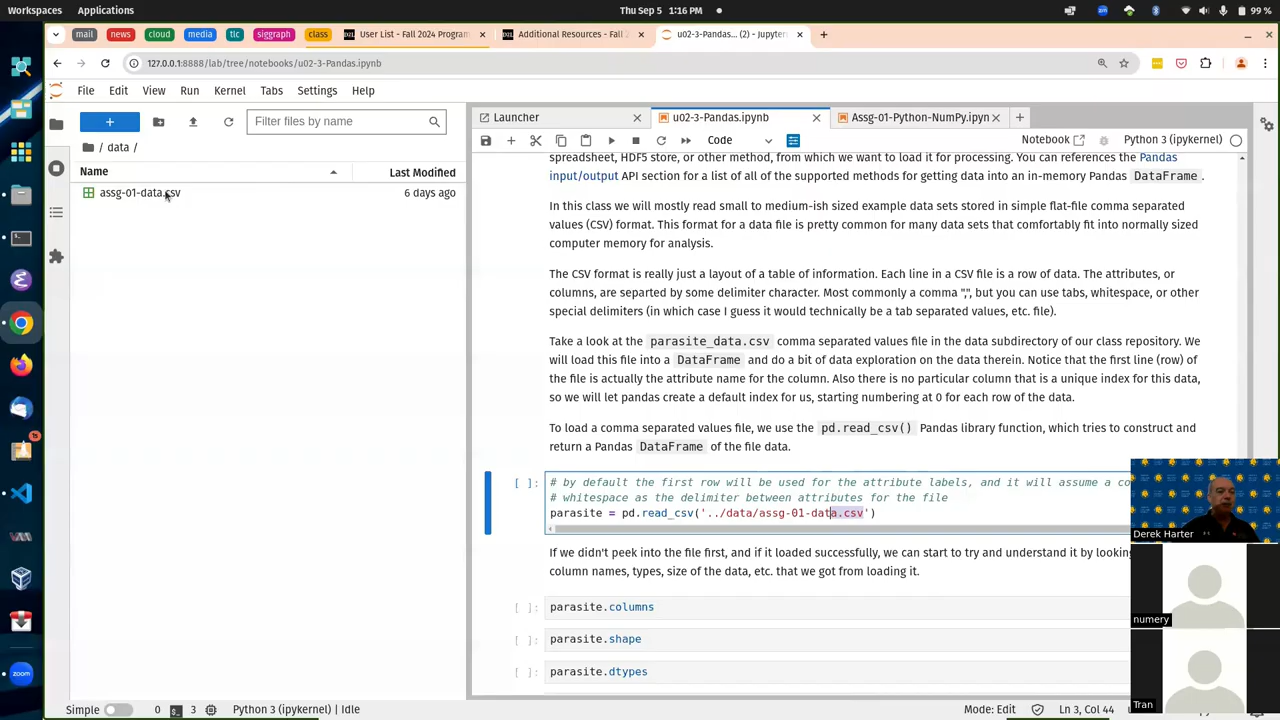 Workspaces Applications Thu Sep 5 1:16 PM 99 %
mail news cloud media tlc siggraph class User List - Fall 2024 Program Additional Resources - Fall 2 u02-3-Pandas... (2) - Jupyter
127.0.0.1:8888/lab/tree/notebooks/u02-3-Pandas.ipynb
File Edit View Run Kernel Tabs Settings Help
Filter files by name
Launcher u02-3-Pandas.ipynb Assg-01-Python-NumPy.ipyn
Code Notebook Python 3 (ipykernel)
/ data /
Name Last Modified
assg-01-data.csv 6 days ago
spreadsheet, HDF5 store, or other method, from which we want to load it for processing. You can references the Pandas
input/output API section for a list of all of the supported methods for getting data into an in-memory Pandas DataFrame .
In this class we will mostly read small to medium-ish sized example data sets stored in simple flat-file comma separated
values (CSV) format. This format for a data file is pretty common for many data sets that comfortably fit into normally sized
computer memory for analysis.
The CSV format is really just a layout of a table of information. Each line in a CSV file is a row of data. The attributes, or
columns, are separted by some delimiter character. Most commonly a comma ",", but you can use tabs, whitespace, or other
special delimiters (in which case I guess it would technically be a tab separated values, etc. file).
Take a look at the parasite_data.csv comma separated values file in the data subdirectory of our class repository. We
will load this file into a DataFrame and do a bit of data exploration on the data therein. Notice that the first line (row) of
the file is actually the attribute name for the column. Also there is no particular column that is a unique index for this data,
so we will let pandas create a default index for us, starting numbering at 0 for each row of the data.
To load a comma separated values file, we use the pd.read_csv() Pandas library function, which tries to construct and
return a Pandas DataFrame of the file data.
[ ]: # by default the first row will be used for the attribute labels, and it will assume a co
# whitespace as the delimiter between attributes for the file
parasite = pd.read_csv('../data/assg-01-data.csv')
If we didn't peek into the file first, and if it loaded successfully, we can start to try and understand it by looking
column names, types, size of the data, etc. that we got from loading it.
[ ]: parasite.columns
[ ]: parasite.shape
[ ]: parasite.dtypes
Derek Harter
numery
Tran
Simple 0 3 Python 3 (ipykernel) | Idle Mode: Edit Ln 3, Col 44